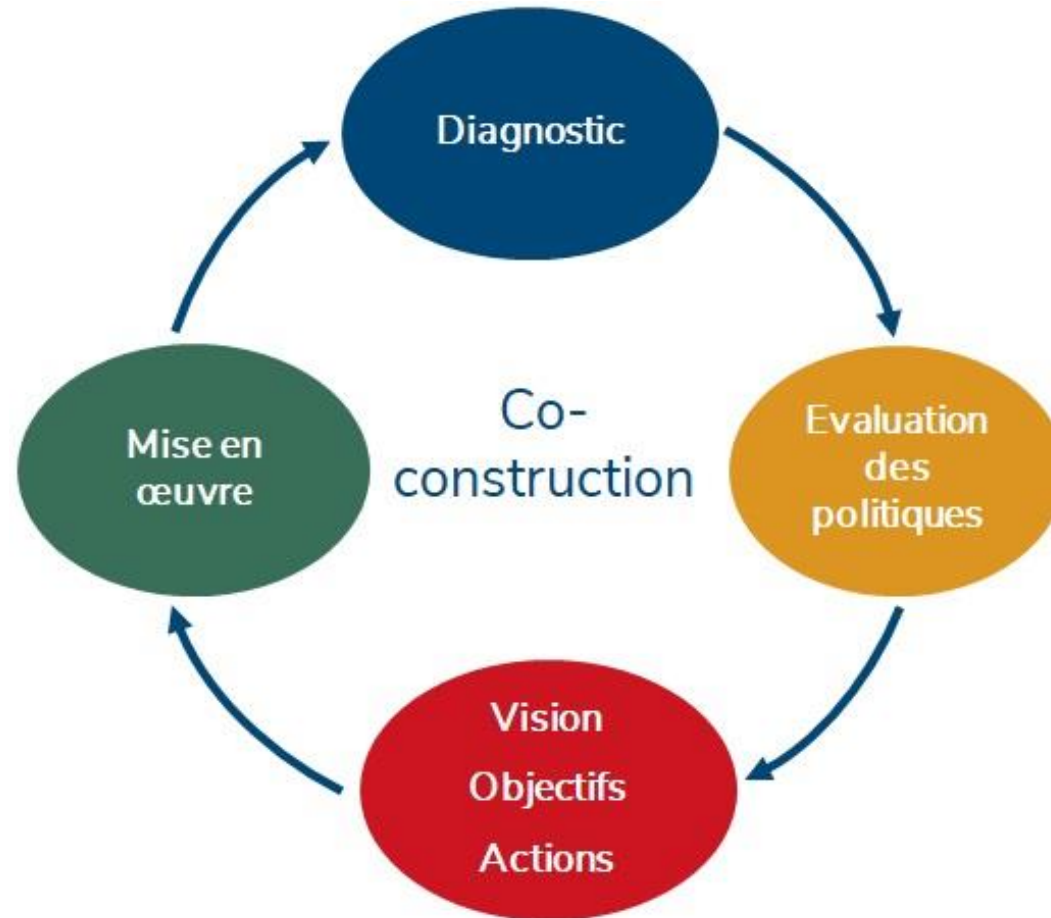 Diagnostic
Evaluation
des
politiques
Vision
Objectifs
Actions
Mise en
œuvre
Co-
construction